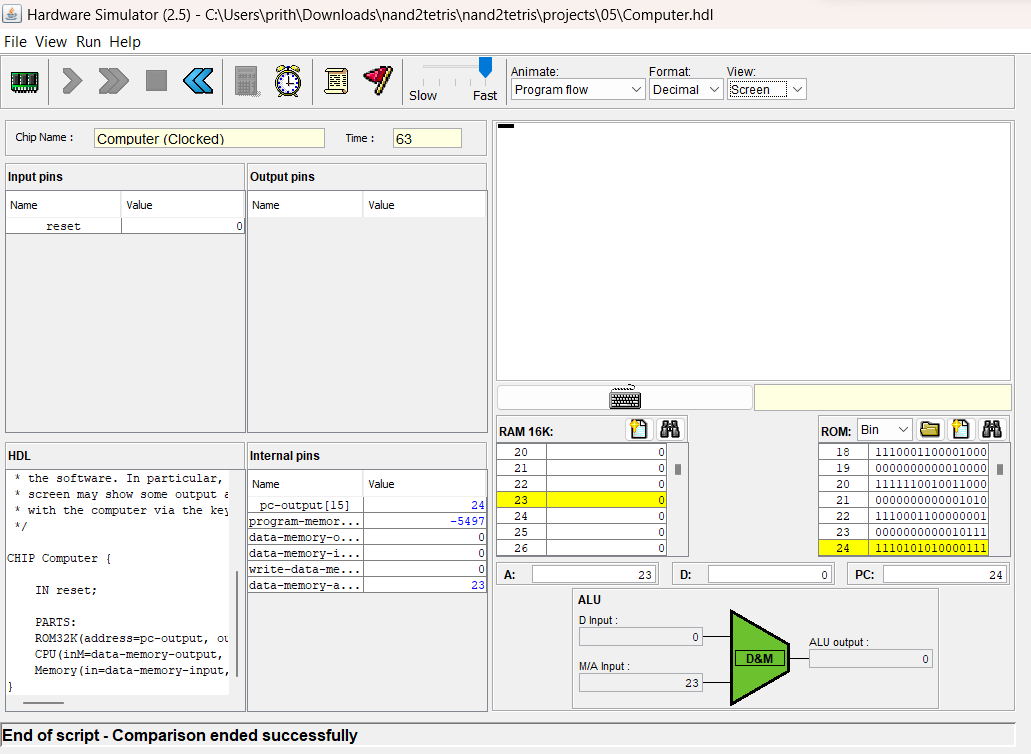 Hardware Simulator (2.5) - C:\Users\prith\Downloads\nand2tetris\nand2tetris\projects\05\Computer.hdl
File View Run Help
Slow Fast
Animate: Format: View:
Program flow Decimal Screen
Chip Name : Computer (Clocked) Time : 63
Input pins
Name Value
reset 0
Output pins
Name Value
HDL
* the software. In particular,
* screen may show some output a
* with the computer via the key
*/
CHIP Computer {
IN reset;
PARTS:
ROM32K(address=pc-output, ou
CPU(inM=data-memory-output,
Memory(in=data-memory-input,
}
Internal pins
Name Value
pc-output[15] 24
program-memor... -5497
data-memory-o... 0
data-memory-i... 0
write-data-me... 0
data-memory-a... 23
RAM 16K:
20 0
21 0
22 0
23 0
24 0
25 0
26 0
ROM: Bin
18 1110001100001000
19 0000000000010000
20 1111110010011000
21 0000000000001010
22 1110001100000001
23 0000000000010111
24 1110101010000111
A: 23 D: 0 PC: 24
ALU
D Input :
0
M/A Input :
23
D&M
ALU output :
0
End of script - Comparison ended successfully